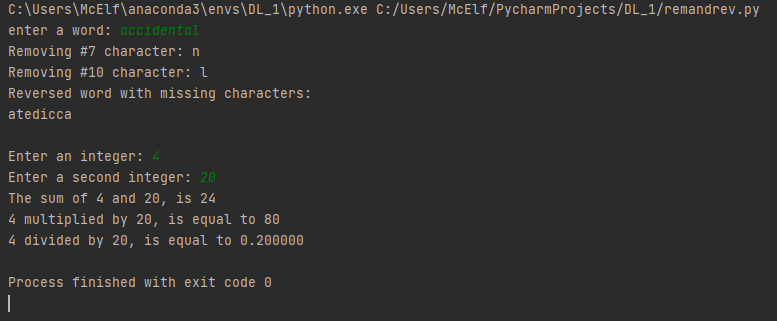 C:\Users\McElf\anaconda3\envs\DL_1\python.exe C:/Users/McElf/PycharmProjects/DL_1/remandrev.py
enter a word: accidental
Removing #7 character: n
Removing #10 character: l
Reversed word with missing characters:
atedicca
Enter an integer: 4
Enter a second integer: 20
The sum of 4 and 20, is 24
4 multiplied by 20, is equal to 80
4 divided by 20, is equal to 0.200000
Process finished with exit code 0